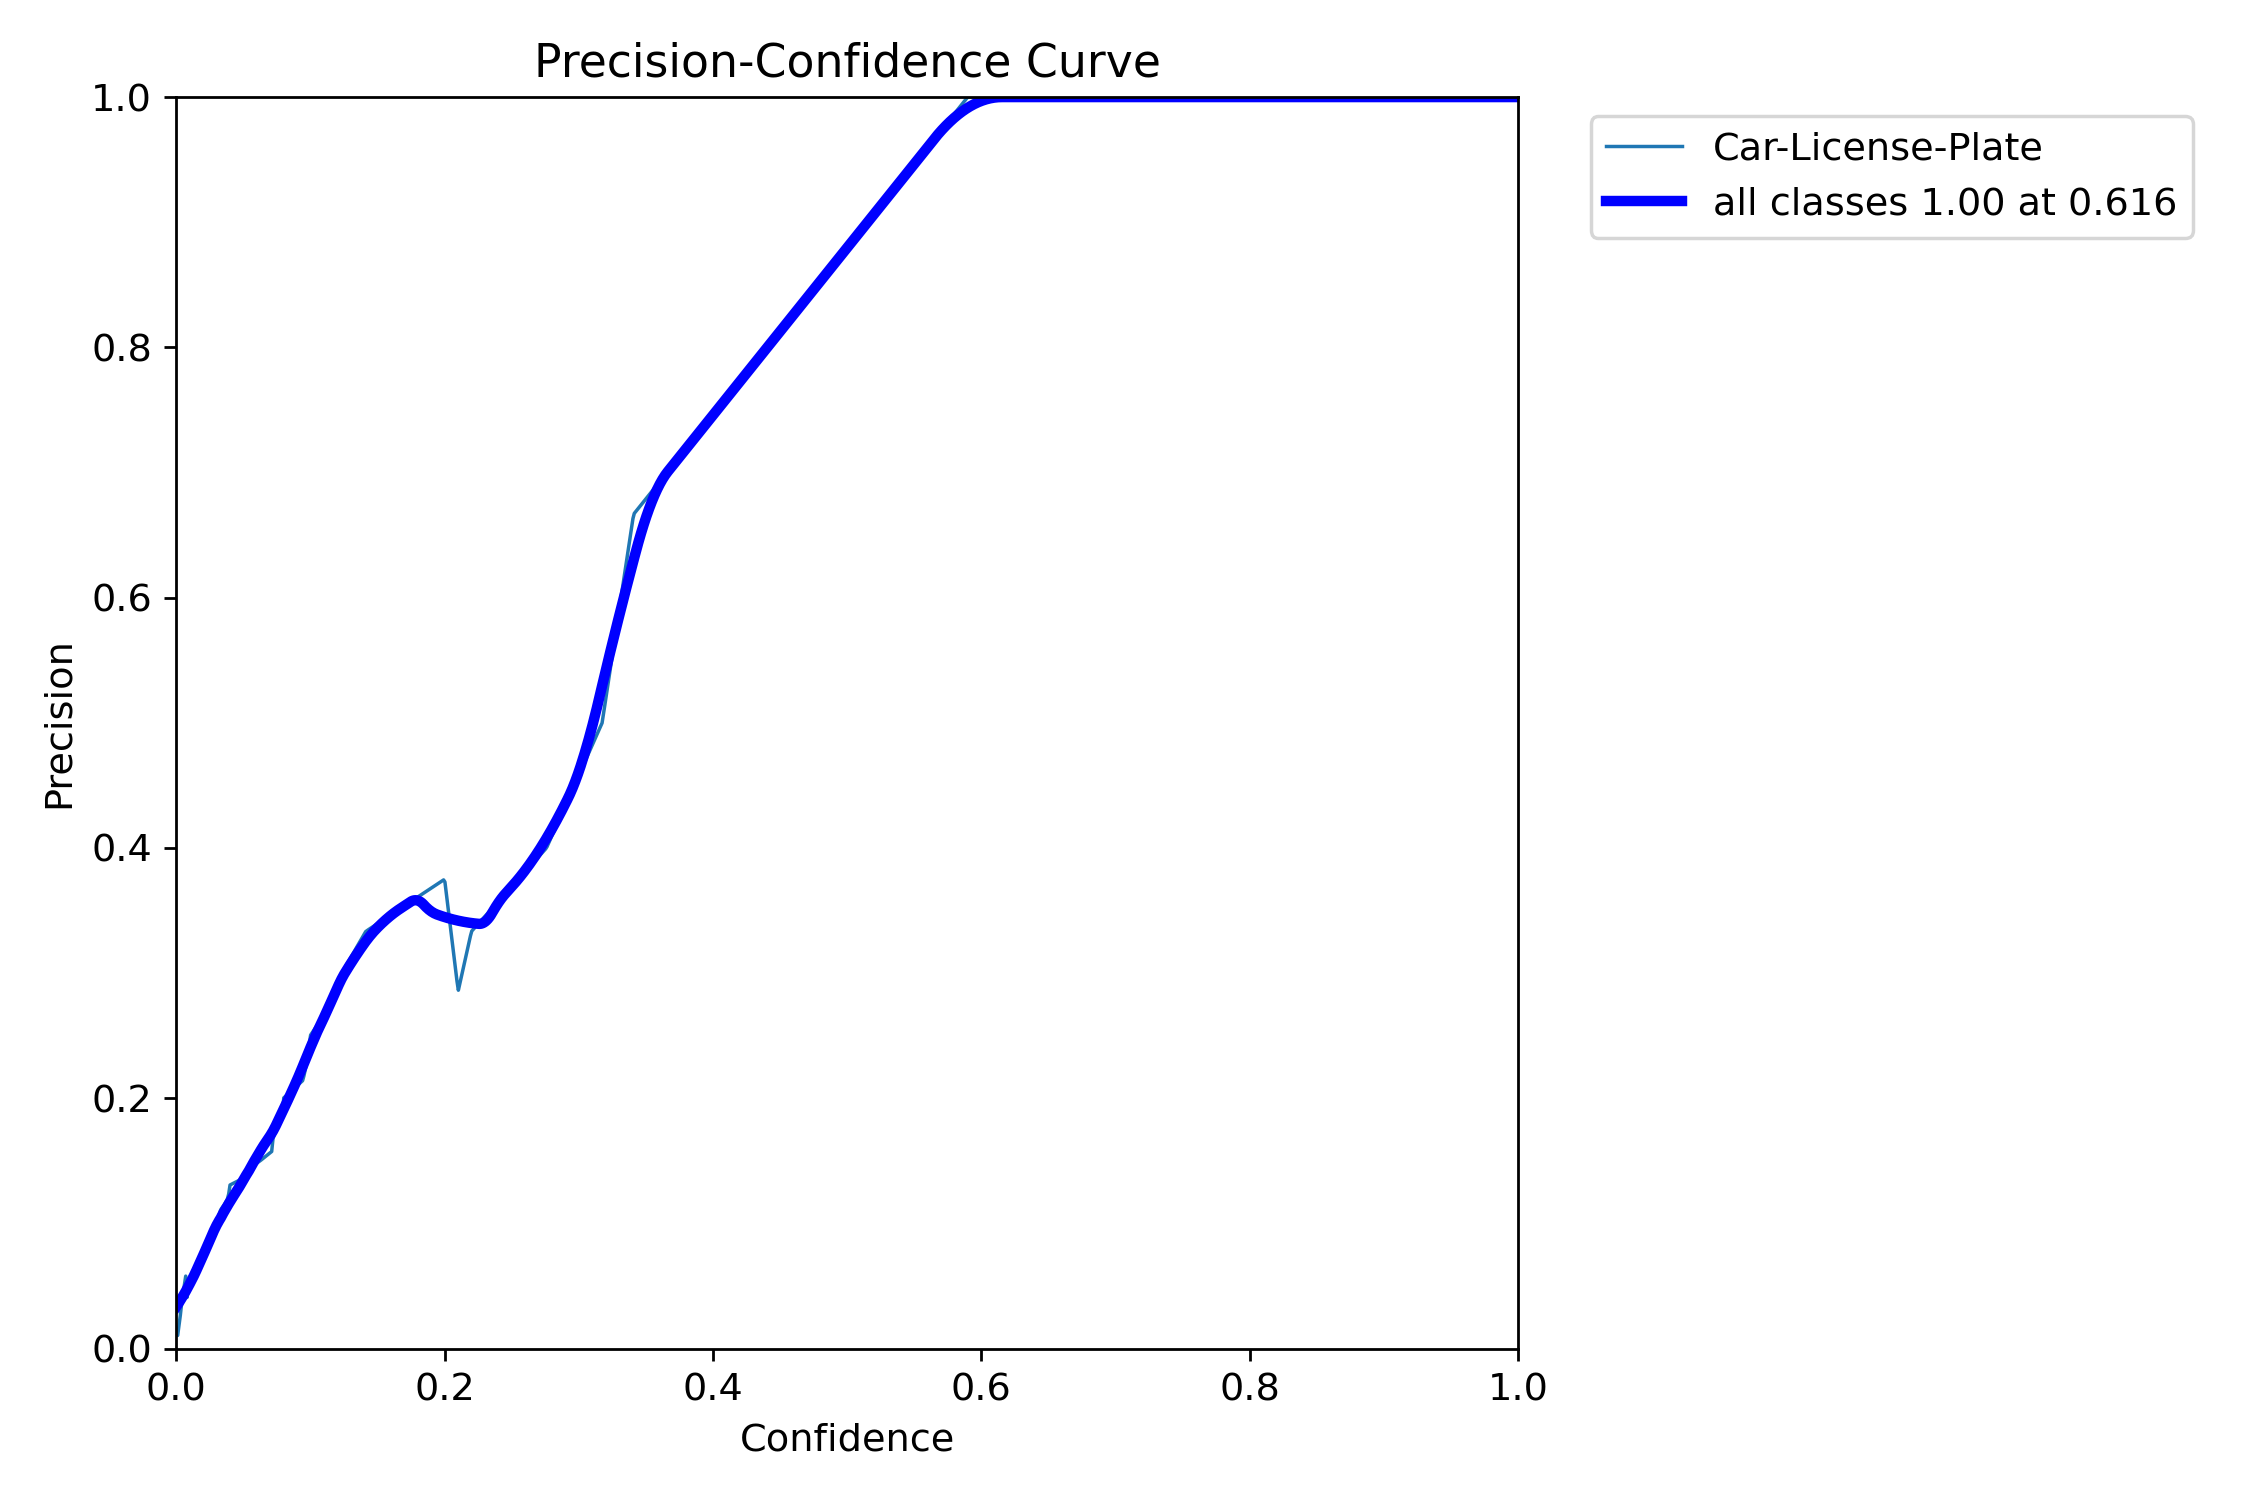 Precision-Confidence Curve
1.0
0.8
0.6
0.4
0.2
0.0
Precision
0.0 0.2 0.4 0.6 0.8 1.0
Confidence
Car-License-Plate
all classes 1.00 at 0.616